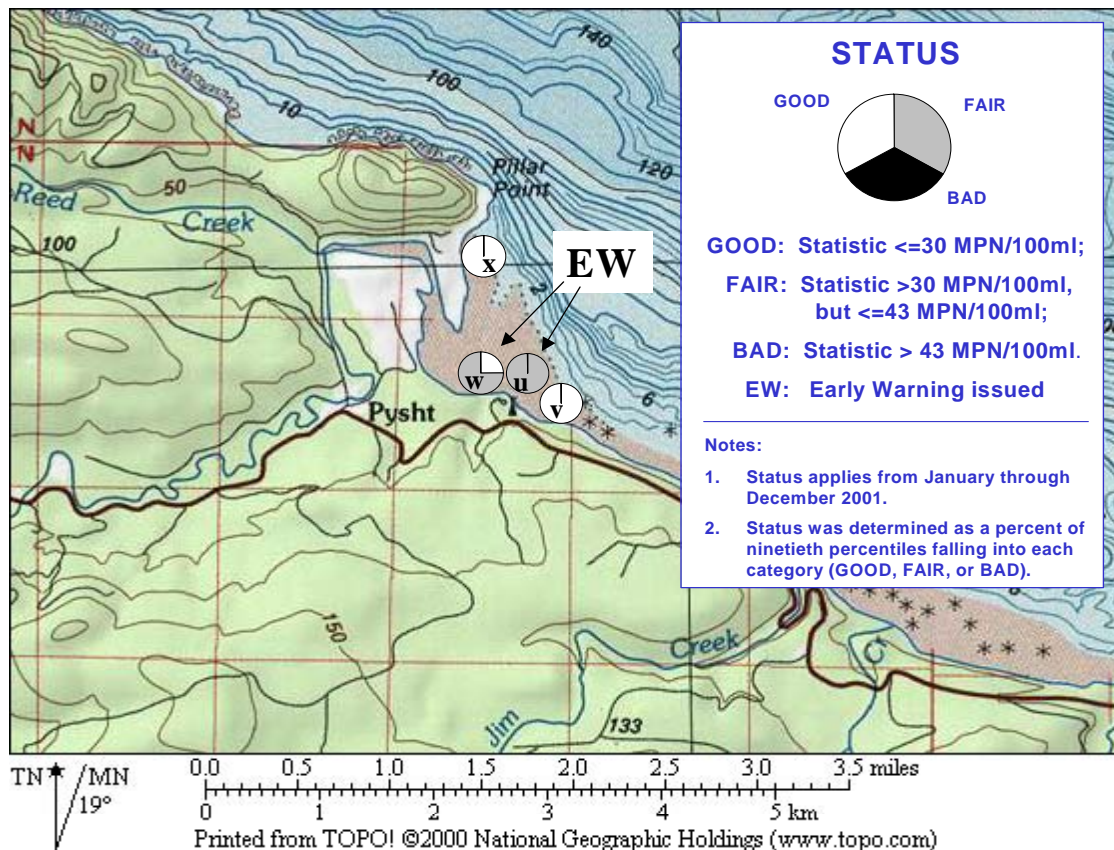 140
100
10
120
N
N
Pillar
Point
50
Reed
Creek
100
x
EW
2
w
u
v
6
Pysht
150
Creek
Cr
Jim
133
STATUS
GOOD
FAIR
BAD
GOOD: Statistic <=30 MPN/100ml;
FAIR: Statistic >30 MPN/100ml,
but <=43 MPN/100ml;
BAD: Statistic > 43 MPN/100ml.
EW: Early Warning issued
Notes:
1. Status applies from January through
December 2001.
2. Status was determined as a percent of
ninetieth percentiles falling into each
category (GOOD, FAIR, or BAD).
TN MN
19°
0.0 0.5 1.0 1.5 2.0 2.5 3.0 3.5 miles
0 1 2 3 4 5 km
Printed from TOPO! ©2000 National Geographic Holdings (www.topo.com)